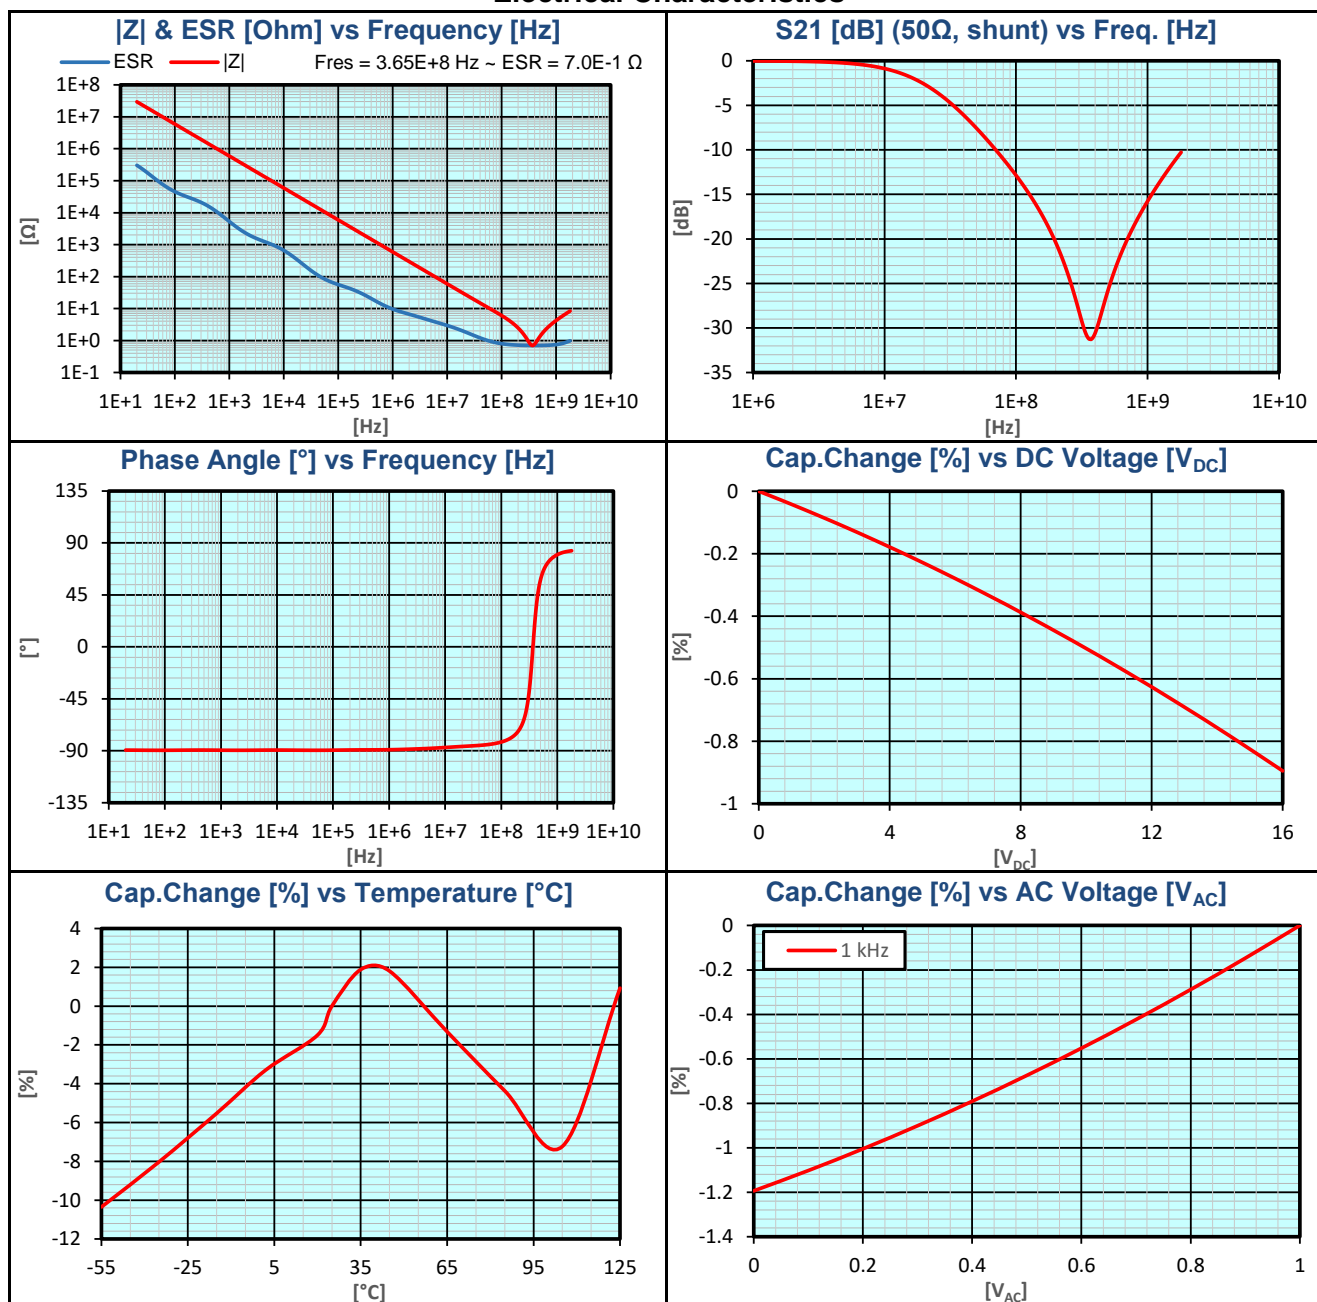 |Z| & ESR [Ohm] vs Frequency [Hz]
ESR |Z| Fres = 3.65E+8 Hz ~ ESR = 7.0E-1 Ω
1E+8
1E+7
1E+6
1E+5
1E+4
1E+3
1E+2
1E+1
1E+0
1E-1
[Ω]
1E+1 1E+2 1E+3 1E+4 1E+5 1E+6 1E+7 1E+8 1E+9 1E+10
[Hz]
S21 [dB] (50Ω, shunt) vs Freq. [Hz]
0
-5
-10
-15
-20
-25
-30
-35
[dB]
1E+6 1E+7 1E+8 1E+9 1E+10
[Hz]
Phase Angle [°] vs Frequency [Hz]
135
90
45
0
-45
-90
-135
[°]
1E+1 1E+2 1E+3 1E+4 1E+5 1E+6 1E+7 1E+8 1E+9 1E+10
[Hz]
Cap.Change [%] vs DC Voltage [VDC]
0
-0.2
-0.4
-0.6
-0.8
-1
[%]
0 4 8 12 16
[VDC]
Cap.Change [%] vs Temperature [°C]
4
2
0
-2
-4
-6
-8
-10
-12
[%]
-55 -25 5 35 65 95 125
[°C]
Cap.Change [%] vs AC Voltage [VAC]
1 kHz
0
-0.2
-0.4
-0.6
-0.8
-1
-1.2
-1.4
[%]
0 0.2 0.4 0.6 0.8 1
[VAC]